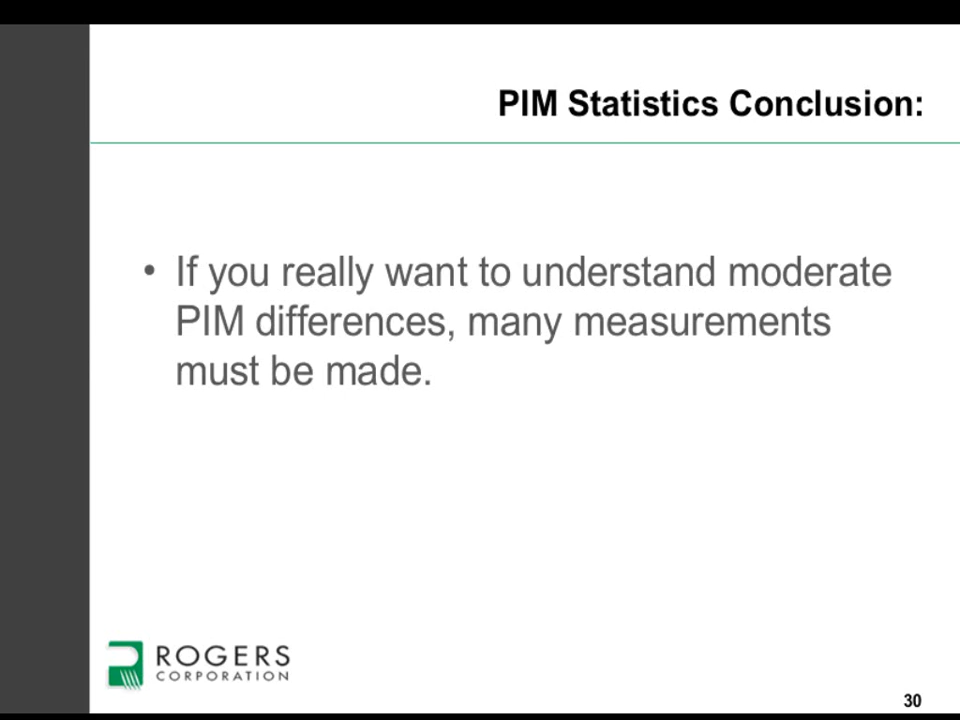 PIM Statistics Conclusion:
• If you really want to understand moderate
PIM differences, many measurements
must be made.
ROGERS
CORPORATION
30